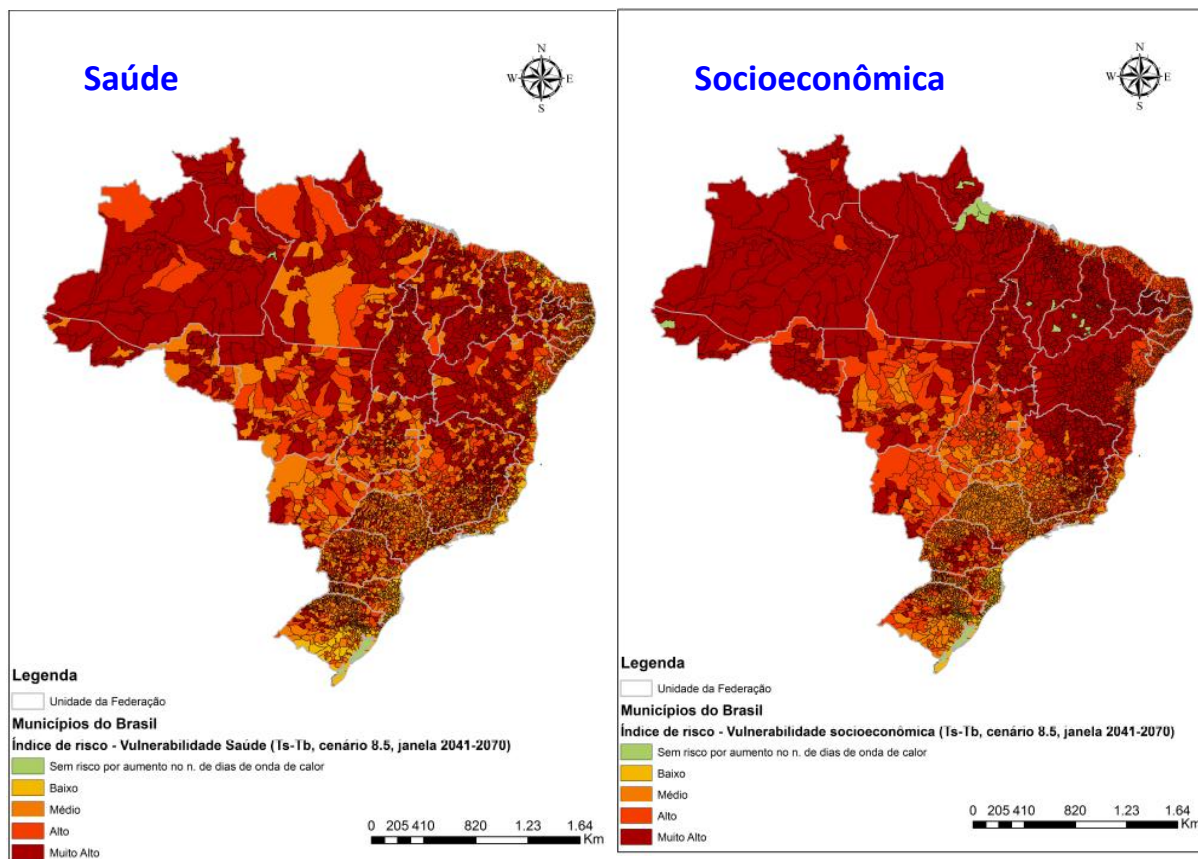 Saúde
N
W E
S
Legenda
Unidade da Federação
Municípios do Brasil
Índice de risco - Vulnerabilidade Saúde (Ts-Tb, cenário 8.5, janela 2041-2070)
Sem risco por aumento no n. de dias de onda de calor
Baixo
Médio
Alto
Muito Alto
0 205 410 820 1.23 1.64
Km
Socioeconômica
N
W E
S
Legenda
Unidade da Federação
Municípios do Brasil
Índice de risco - Vulnerabilidade socioeconômica (Ts-Tb, cenário 8.5, janela 2041-2070)
Sem risco por aumento no n. de dias de onda de calor
Baixo
Médio
Alto
Muito Alto
0 205 410 820 1.23 1.64
Km